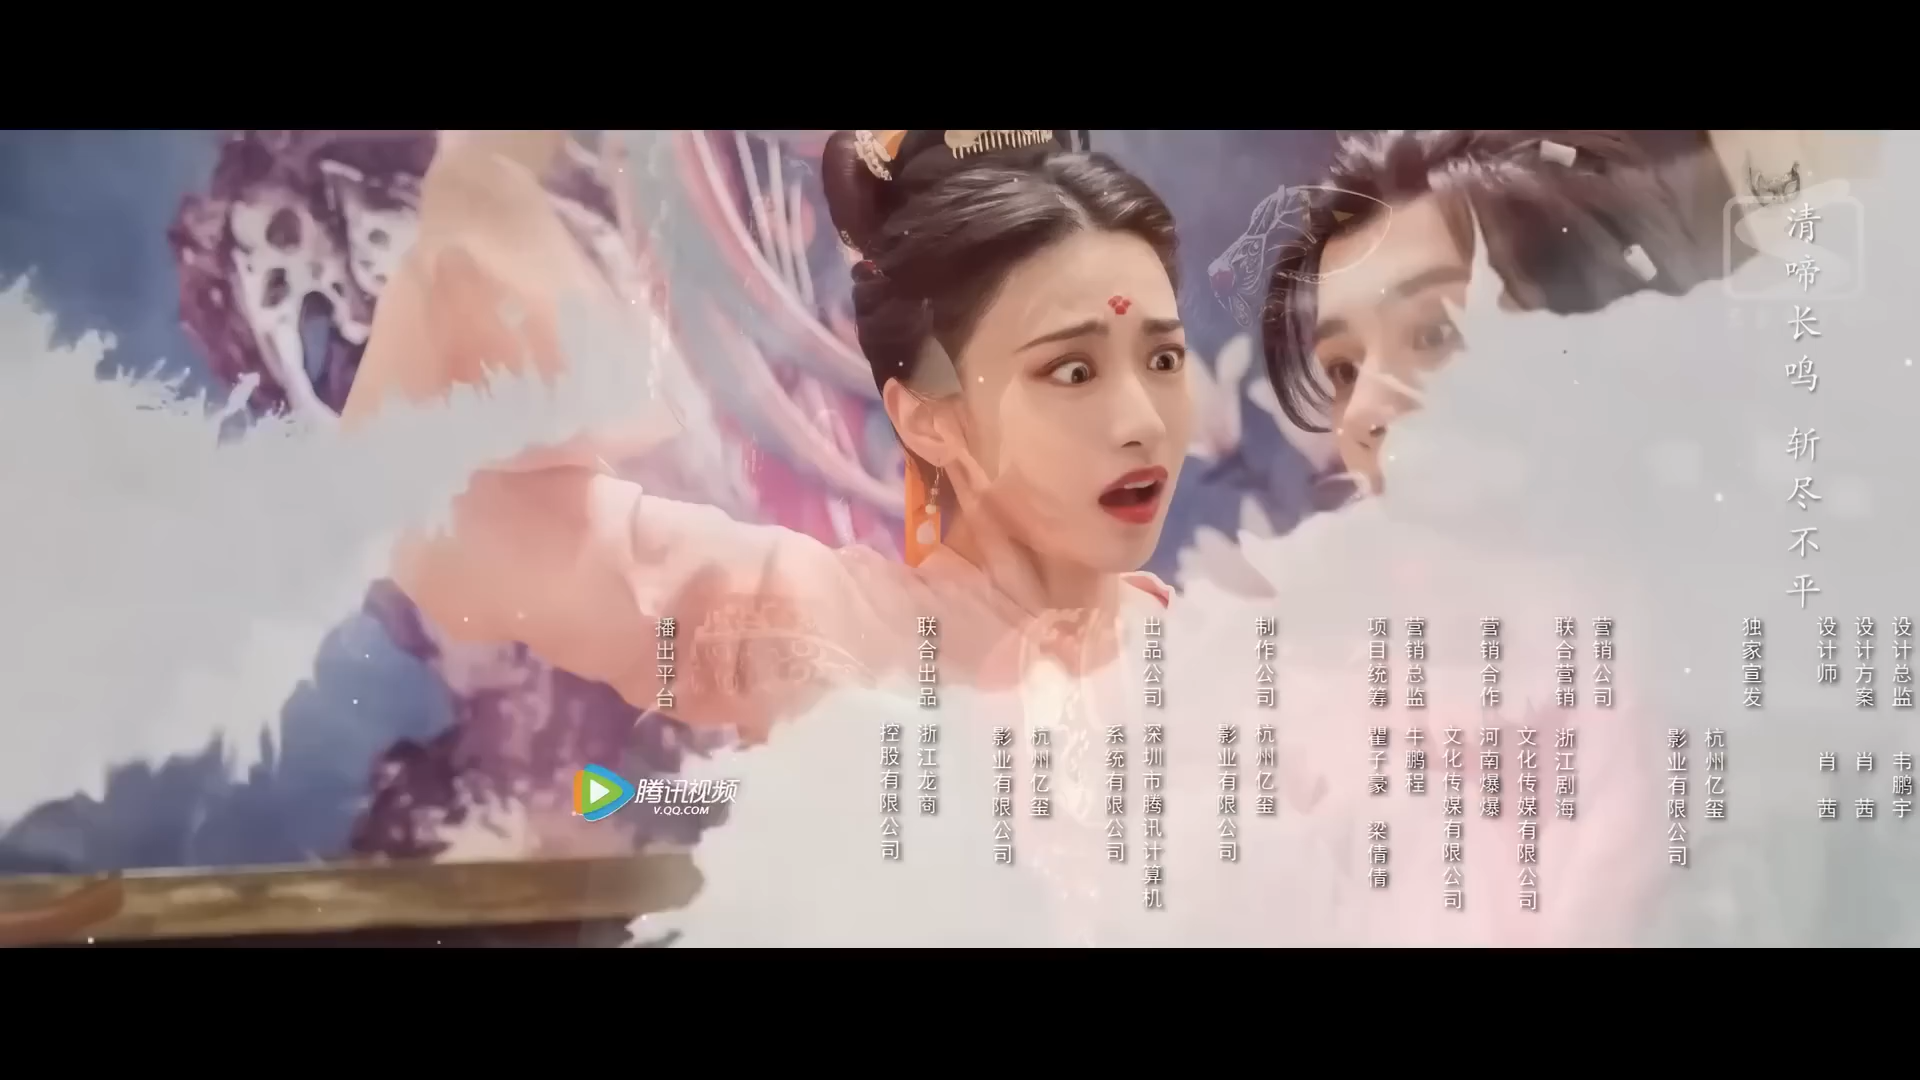 清啼长鸣 斩尽不平
设计总监 韦鹏宇
设计方案 肖茜
设计师 肖茜
独家宣发
杭州亿玺
影业有限公司
营销公司
联合营销 浙江剧海
文化传媒有限公司
营销合作 河南爆爆
文化传媒有限公司
营销总监 牛鹏程
项目统筹 瞿子豪 梁倩倩
制作公司 杭州亿玺
影业有限公司
出品公司 深圳市腾讯计算机
系统有限公司
杭州亿玺
影业有限公司
联合出品 浙江龙商
控股有限公司
播出平台
腾讯视频
V.QQ.COM